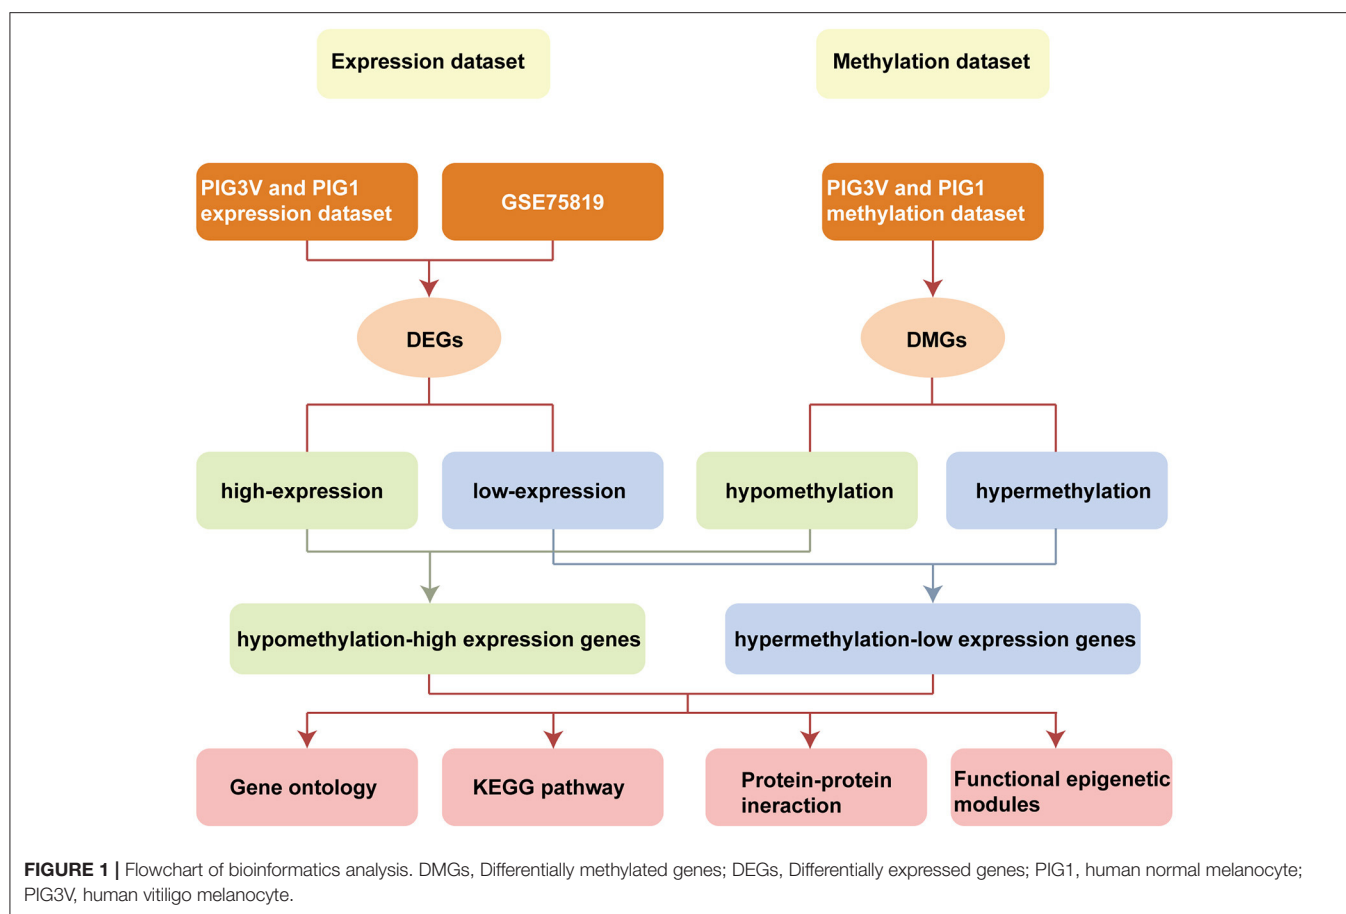 Expression dataset
Methylation dataset
PIG3V and PIG1
expression dataset
GSE75819
PIG3V and PIG1
methylation dataset
DEGs
DMGs
high-expression
low-expression
hypomethylation
hypermethylation
hypomethylation-high expression genes
hypermethylation-low expression genes
Gene ontology
KEGG pathway
Protein-protein
ineraction
Functional epigenetic
modules
FIGURE 1 | Flowchart of bioinformatics analysis. DMGs, Differentially methylated genes; DEGs, Differentially expressed genes; PIG1, human normal melanocyte;
PIG3V, human vitiligo melanocyte.